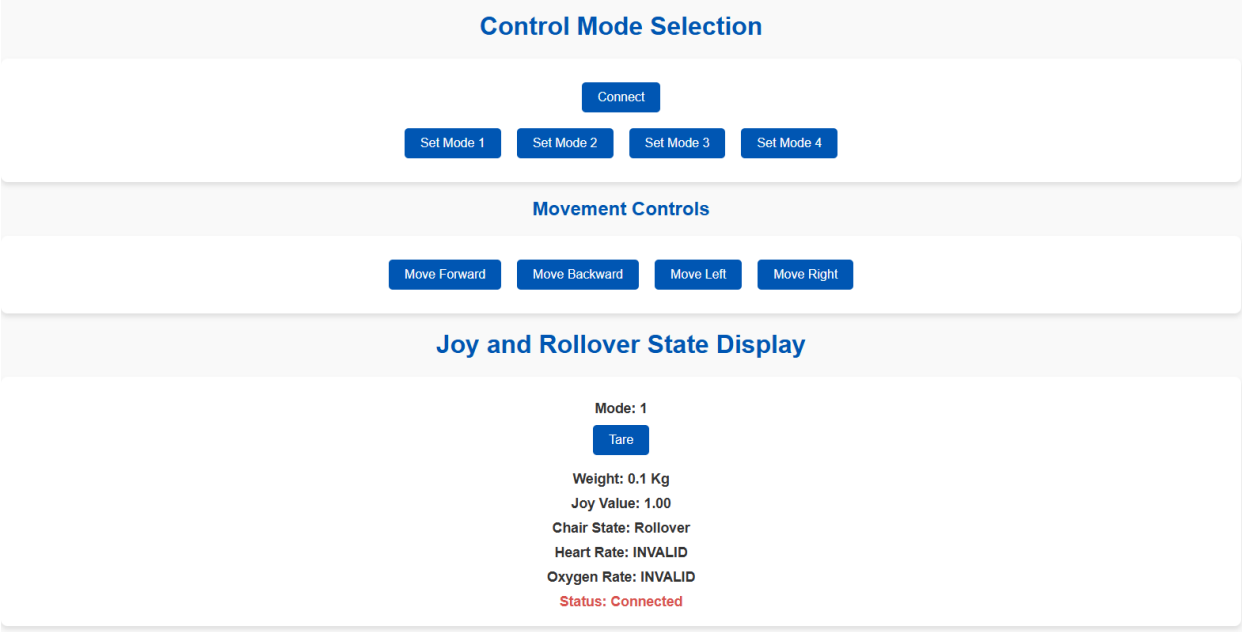 Control Mode Selection
Connect
Set Mode 1 Set Mode 2 Set Mode 3 Set Mode 4
Movement Controls
Move Forward Move Backward Move Left Move Right
Joy and Rollover State Display
Mode: 1
Tare
Weight: 0.1 Kg
Joy Value: 1.00
Chair State: Rollover
Heart Rate: INVALID
Oxygen Rate: INVALID
Status: Connected